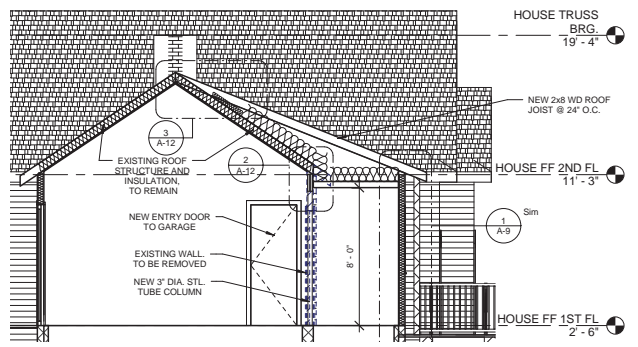 HOUSE TRUSS
BRG.
19' - 4"
NEW 2x8 WD ROOF
JOIST @ 24" O.C.
3
A-12
EXISTING ROOF
STRUCTURE AND
INSULATION,
TO REMAIN
2
A-12
HOUSE FF 2ND FL
11' - 3"
NEW ENTRY DOOR
TO GARAGE
1
A-9
Sim
8' - 0"
EXISTING WALL.
TO BE REMOVED
NEW 3" DIA. STL.
TUBE COLUMN
HOUSE FF 1ST FL
2' - 6"